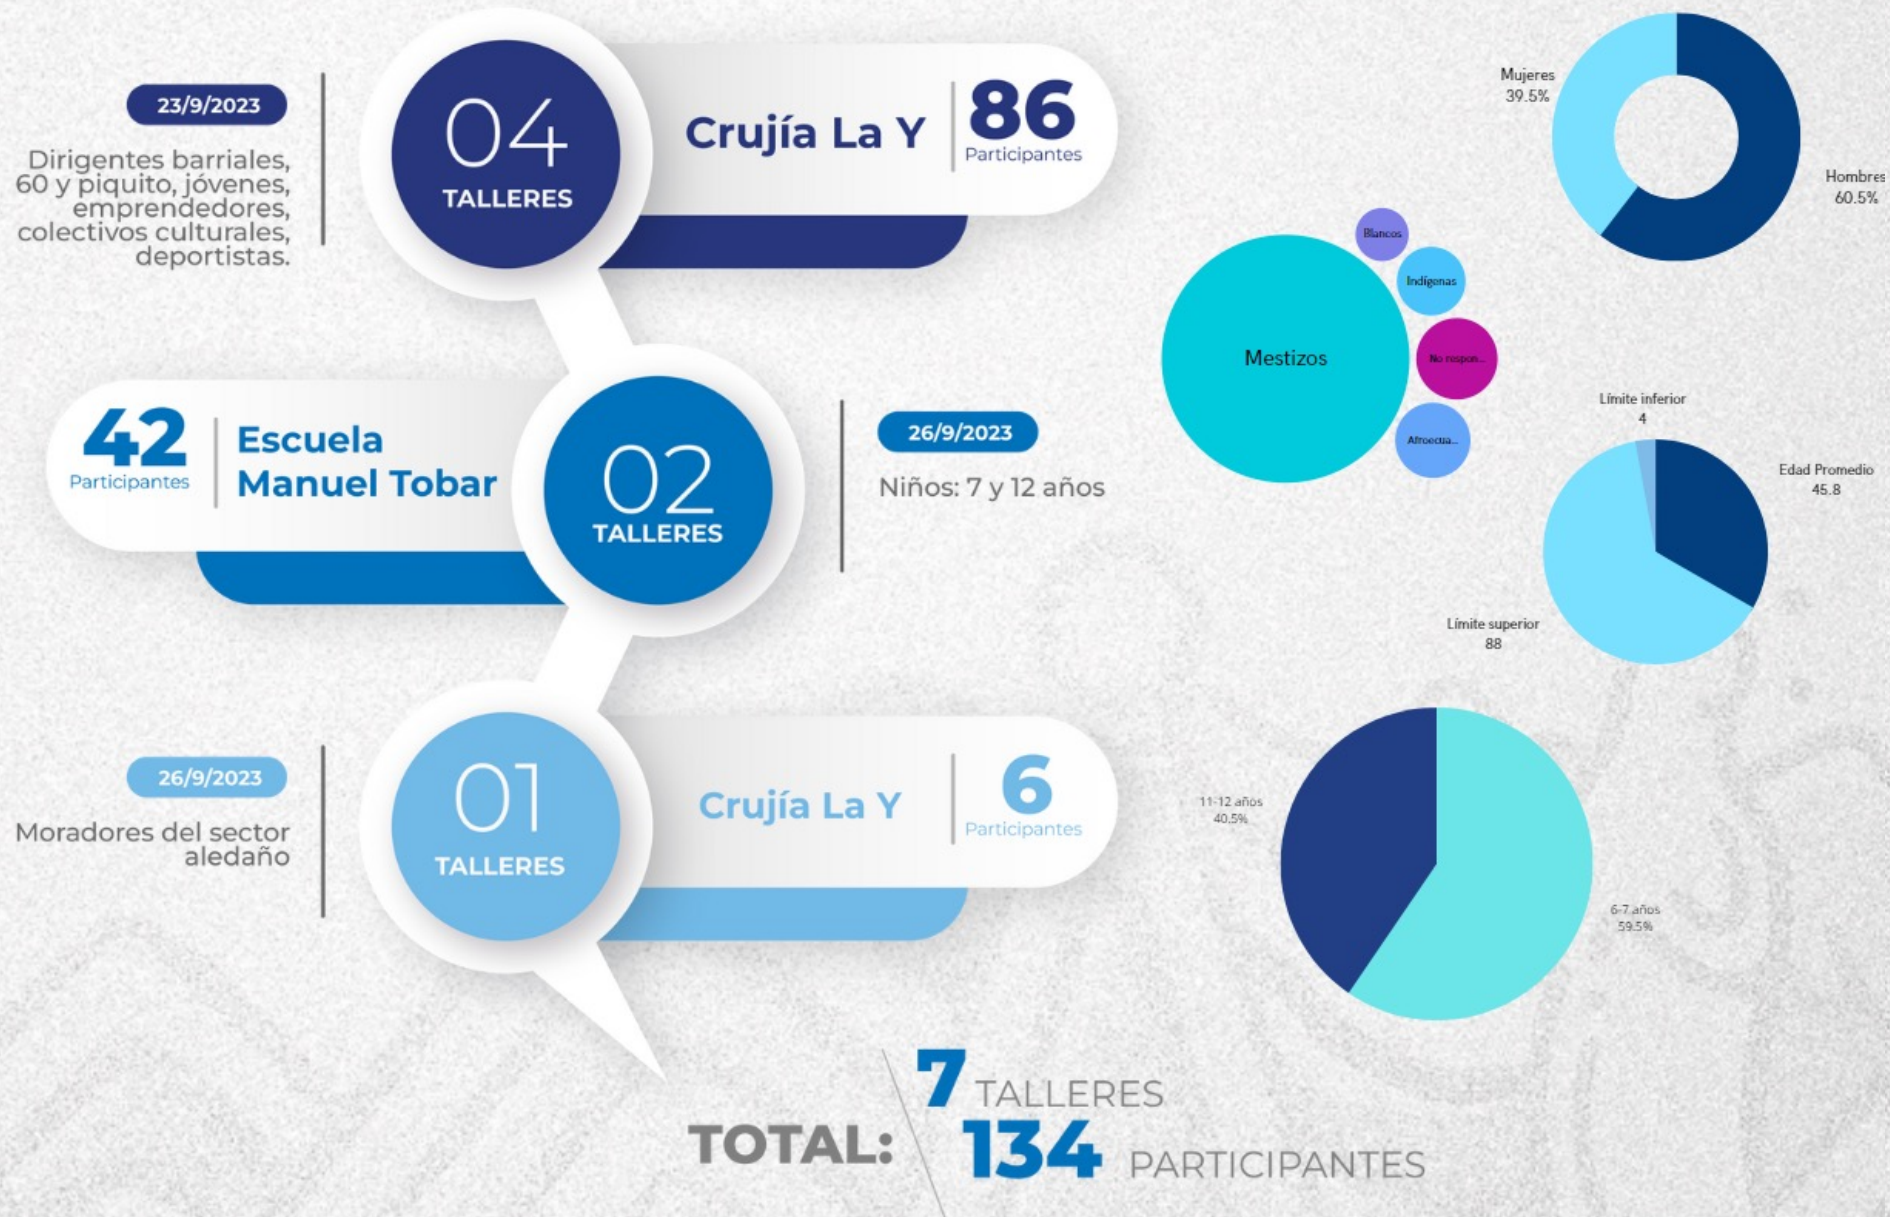 23/9/2023
Dirigentes barriales,
60 y piquito, jóvenes,
emprendedores,
colectivos culturales,
deportistas.
04
TALLERES
Crujía La Y
86
Participantes
42
Participantes
Escuela
Manuel Tobar
02
TALLERES
26/9/2023
Niños: 7 y 12 años
26/9/2023
Moradores del sector
aledaño
01
TALLERES
Crujía La Y
6
Participantes
TOTAL:
7 TALLERES
134 PARTICIPANTES
Mujeres
39.5%
Hombres
60.5%
Blancos
Indígenas
Mestizos
No respon...
Afroecua...
Límite inferior
4
Edad Promedio
45.8
Límite superior
88
11-12 años
40.5%
6-7 años
59.5%